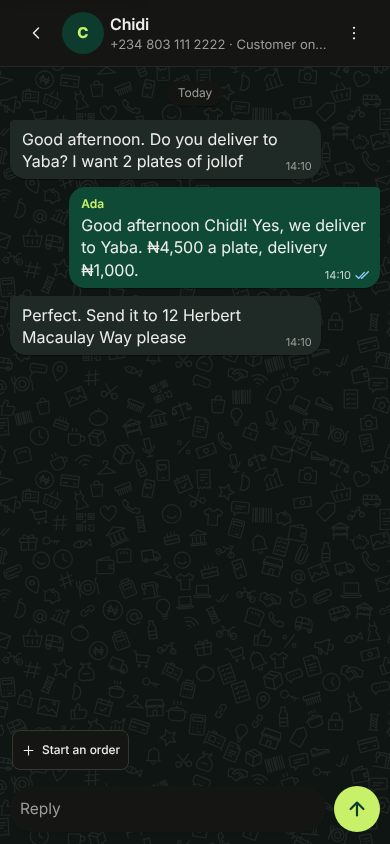 C
Chidi
+234 803 111 2222 · Customer on...
Today
Good afternoon. Do you deliver to
Yaba? I want 2 plates of jollof
14:10
Ada
Good afternoon Chidi! Yes, we deliver
to Yaba. ₦4,500 a plate, delivery
₦1,000.
14:10
Perfect. Send it to 12 Herbert
Macaulay Way please
14:10
+ Start an order
Reply